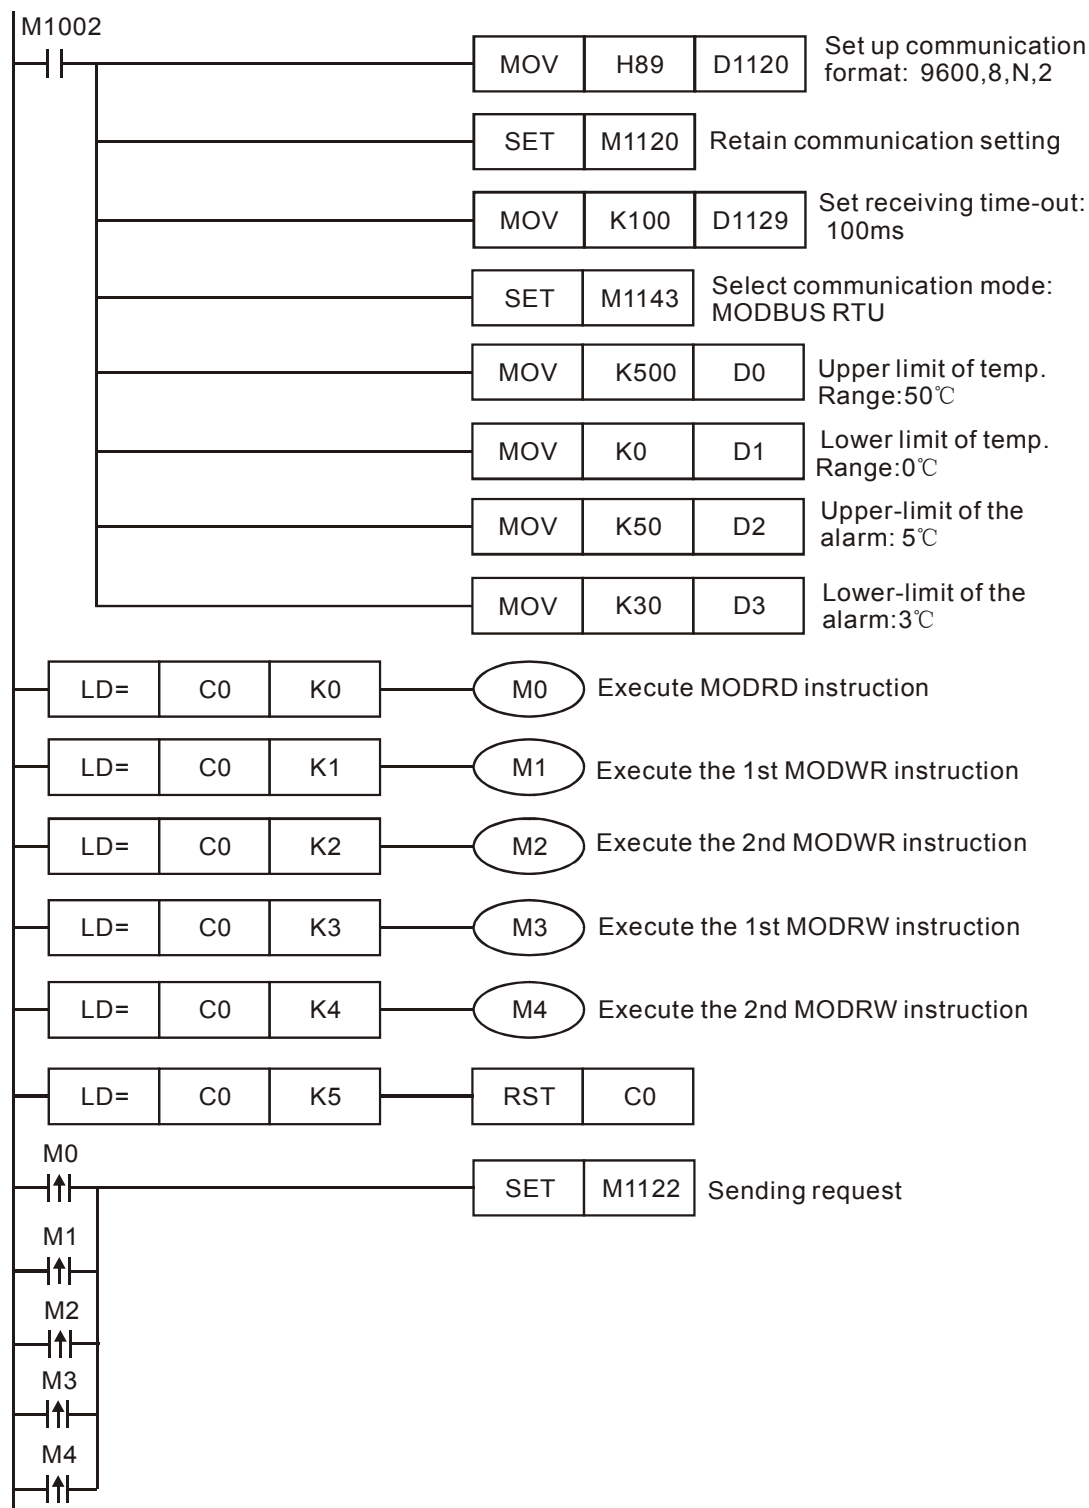 M1002
MOV H89 D1120 Set up communication
format: 9600,8,N,2
SET M1120 Retain communication setting
MOV K100 D1129 Set receiving time-out:
100ms
SET M1143 Select communication mode:
MODBUS RTU
MOV K500 D0 Upper limit of temp.
Range:50℃
MOV K0 D1 Lower limit of temp.
Range:0℃
MOV K50 D2 Upper-limit of the
alarm: 5℃
MOV K30 D3 Lower-limit of the
alarm:3℃
LD= C0 K0 M0 Execute MODRD instruction
LD= C0 K1 M1 Execute the 1st MODWR instruction
LD= C0 K2 M2 Execute the 2nd MODWR instruction
LD= C0 K3 M3 Execute the 1st MODRW instruction
LD= C0 K4 M4 Execute the 2nd MODRW instruction
LD= C0 K5 RST C0
M0
SET M1122 Sending request
M1
M2
M3
M4